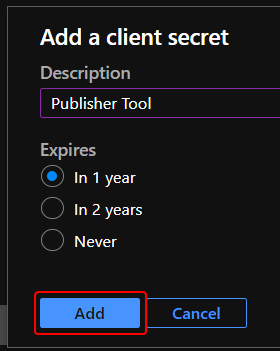 Add a client secret
Description
Publisher Tool
Expires
In 1 year
In 2 years
Never
Add Cancel